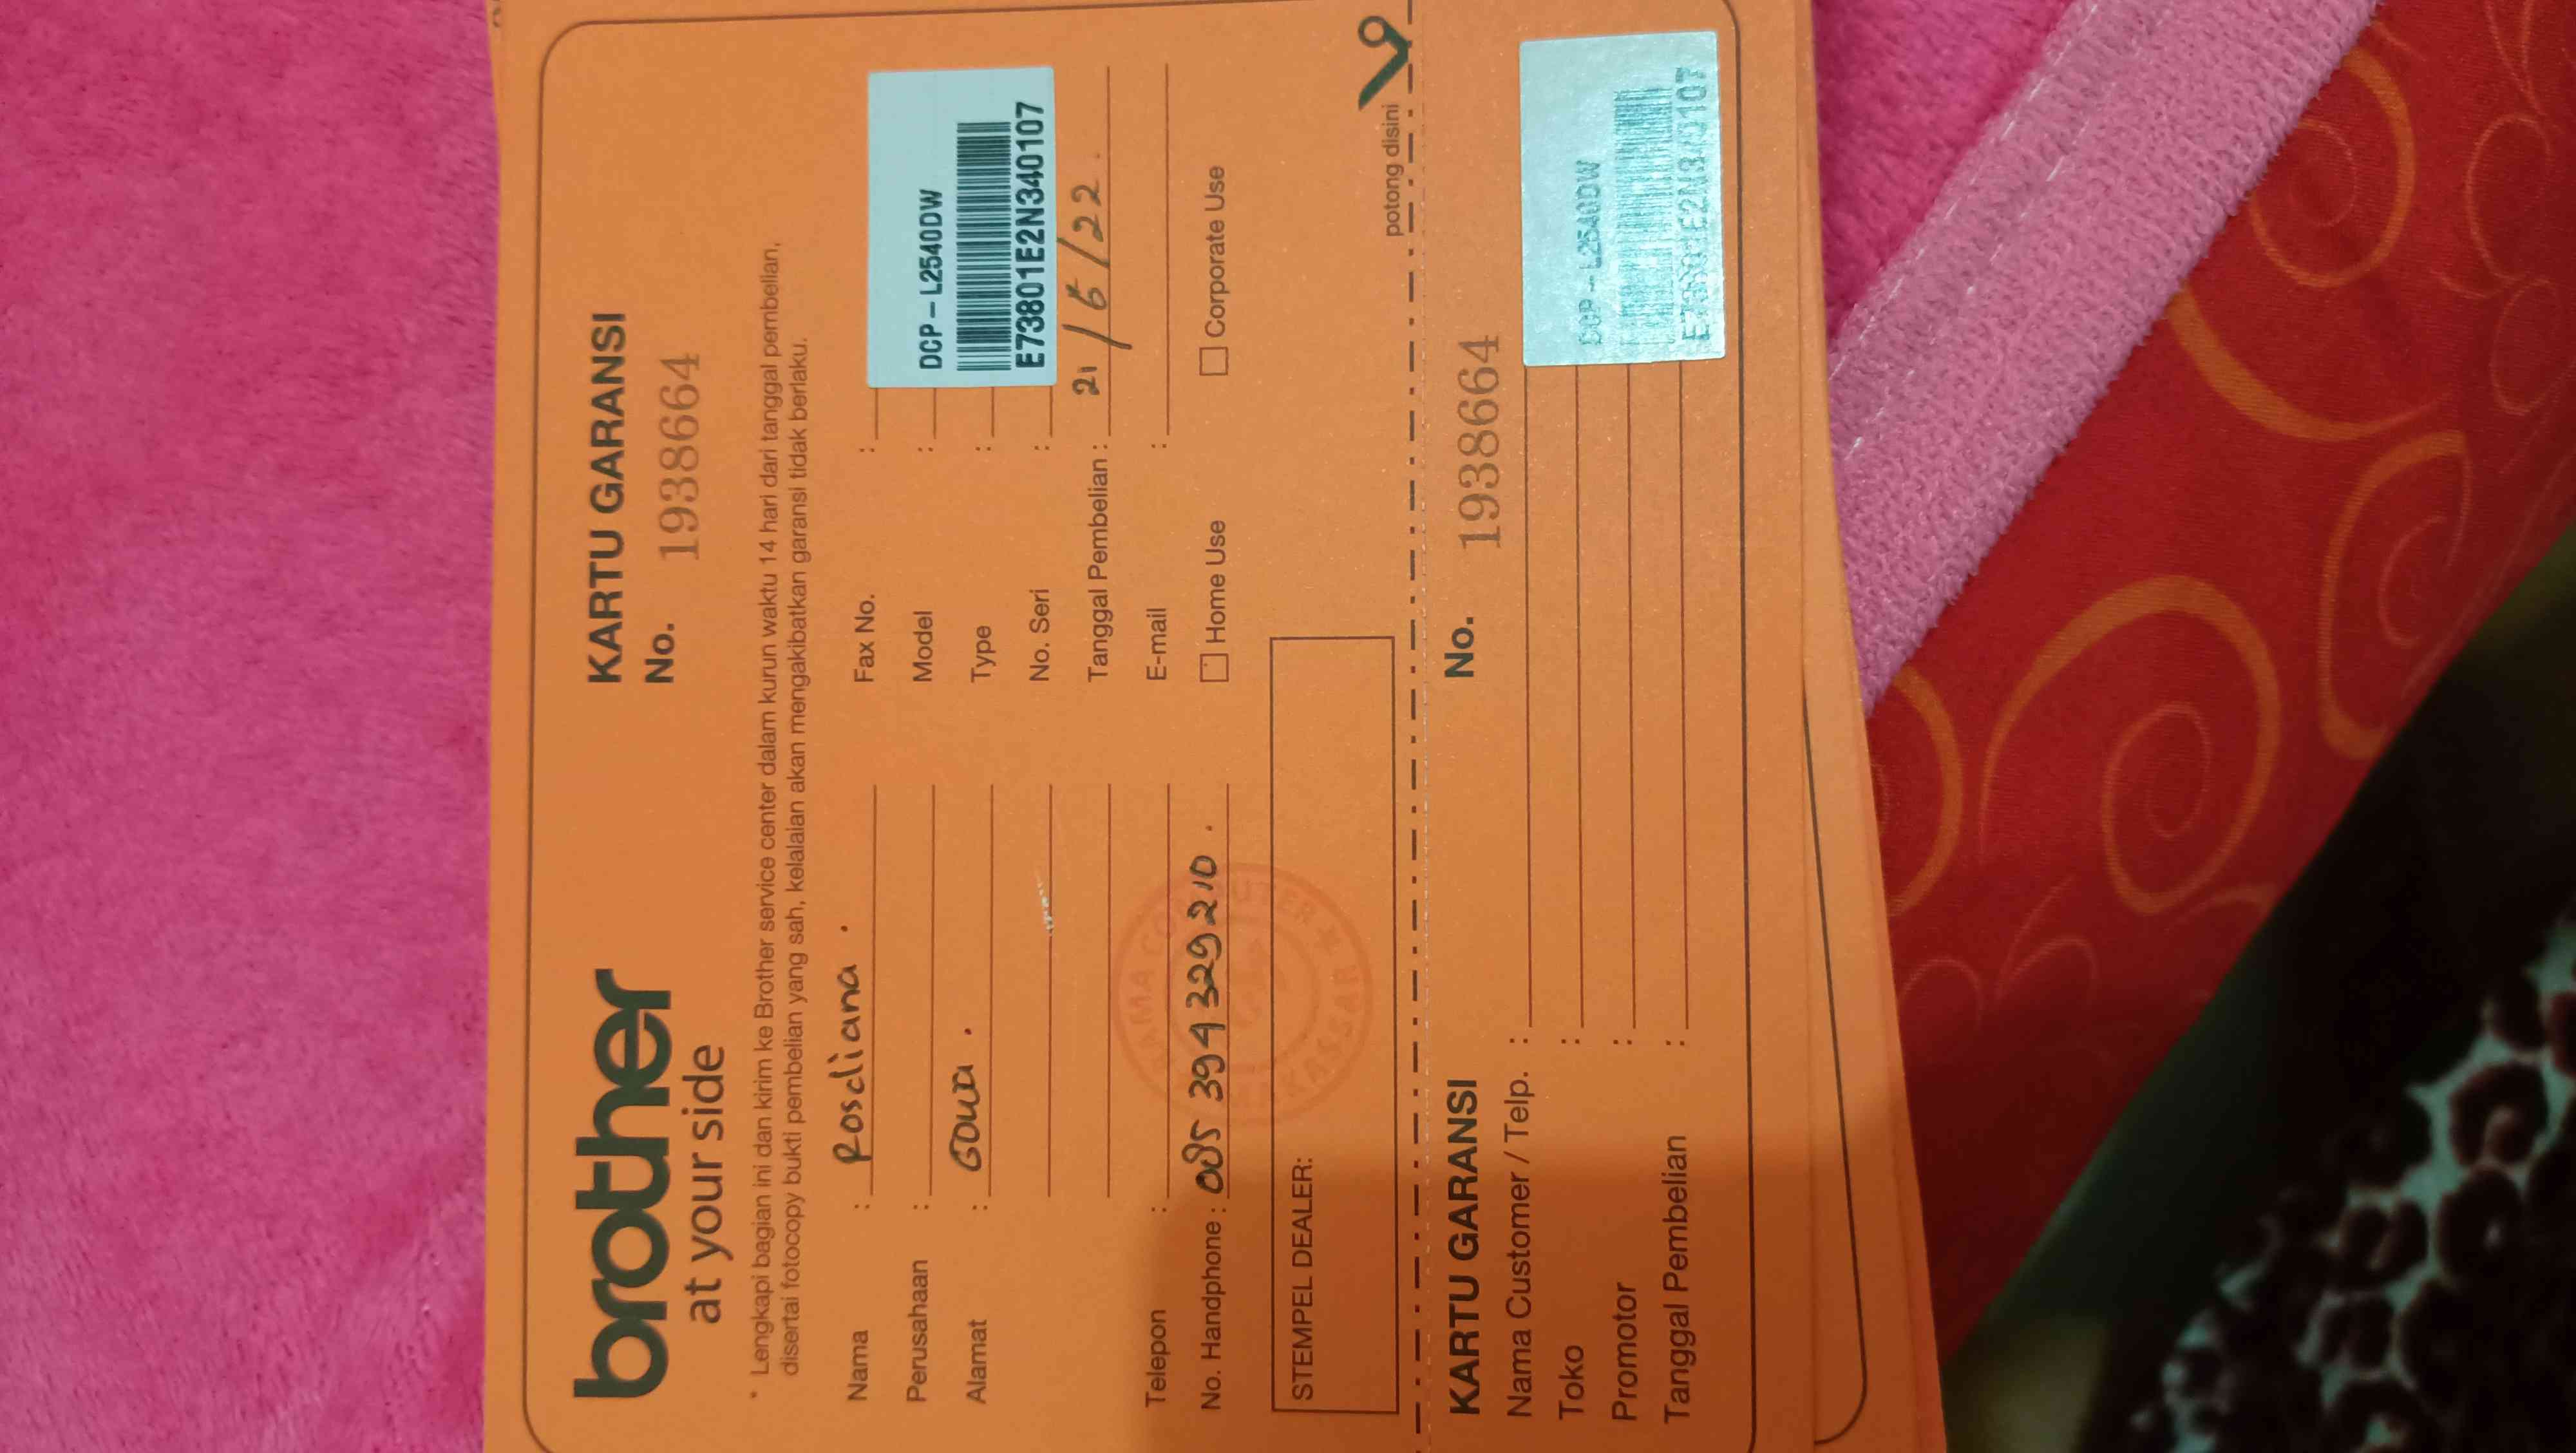 brother
at your side
KARTU GARANSI
No. 1938664
* Lengkapi bagian ini dan kirim ke Brother service center dalam kurun waktu 14 hari dari tanggal pembelian,
disertai fotocopy bukti pembelian yang sah, kelalaian akan mengakibatkan garansi tidak berlaku.
Nama : Rosdiana.
Perusahaan :
Alamat : Gowa.
Telepon :
No. Handphone : 085 394 329 210.
Fax No. :
Model : DCP-L2540DW
Type :
No. Seri : E73801E2N340107
Tanggal Pembelian : 21/6/22.
E-mail :
Home Use Corporate Use
STEMPEL DEALER:
MAKASSAR
potong disini
KARTU GARANSI
No. 1938664
Nama Customer / Telp. :
Toko :
Promotor :
Tanggal Pembelian :
DCP-L2540DW
E73801E2N340107